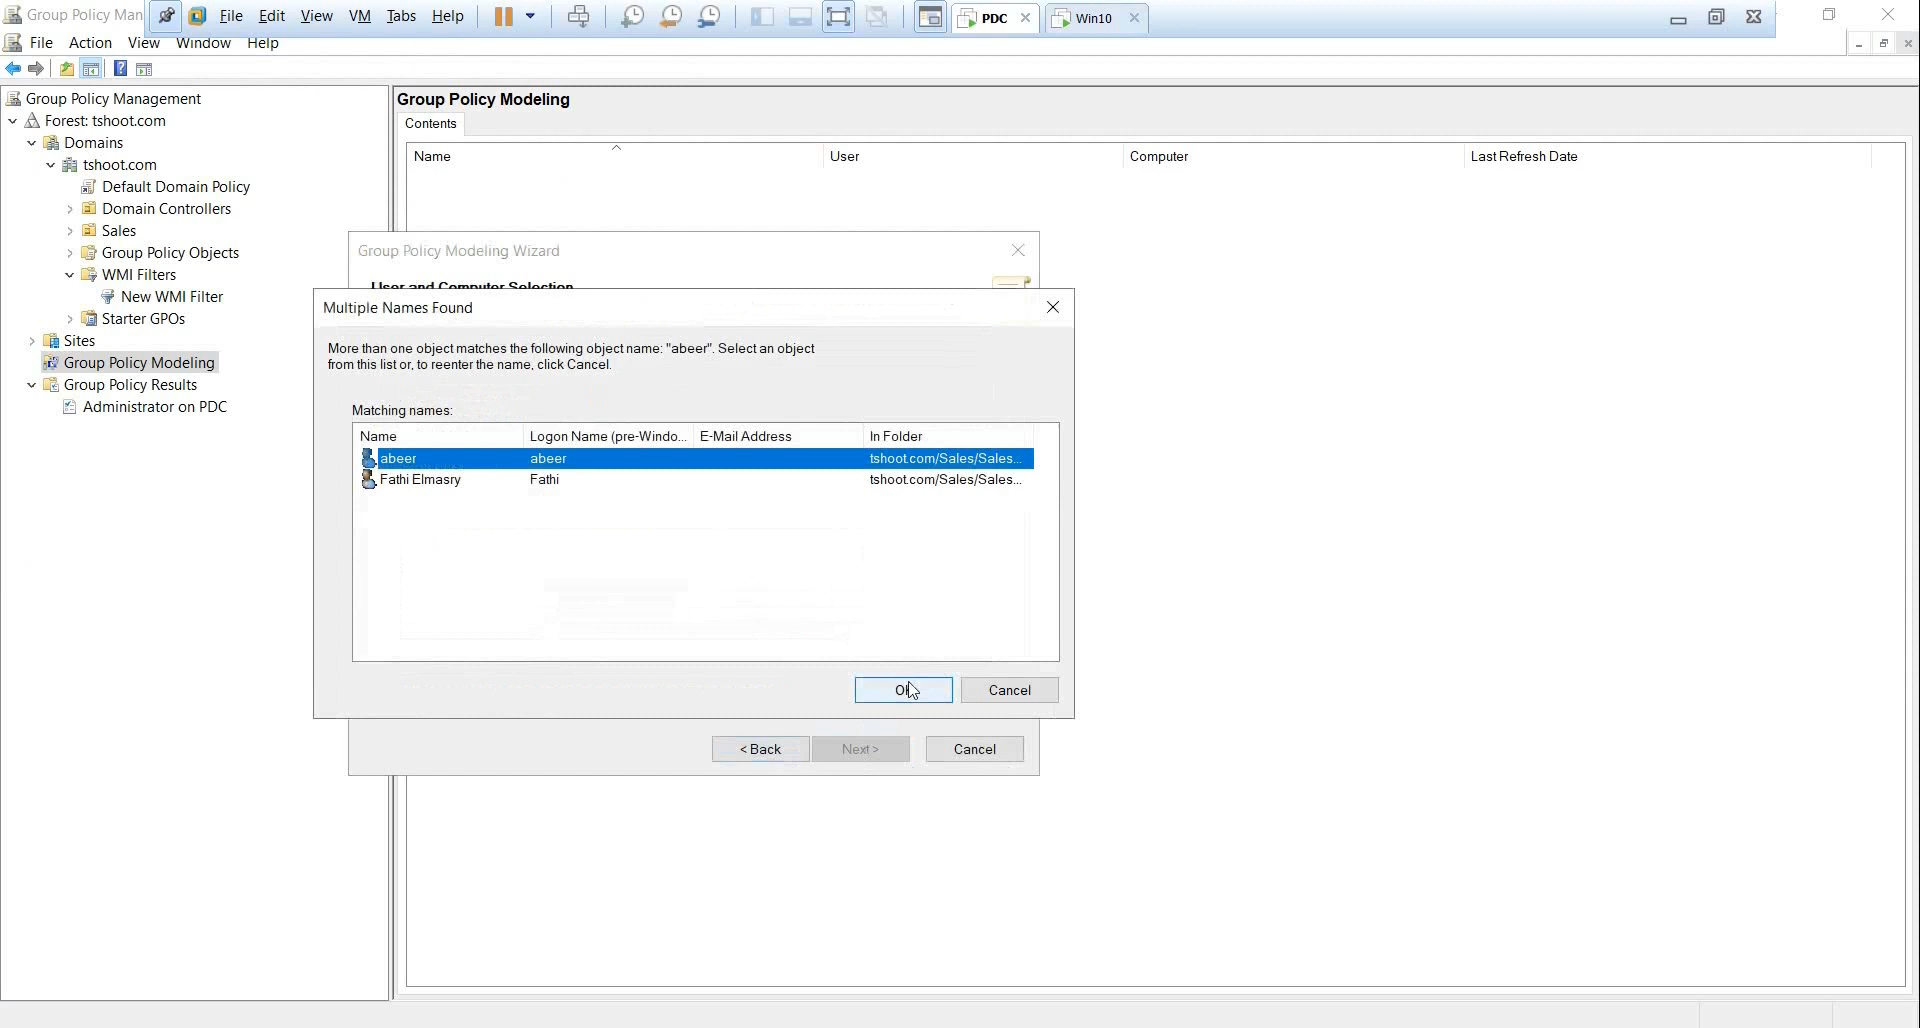 Group Policy Man
File Edit View VM Tabs Help
PDC
Win10
File Action View Window Help
Group Policy Management
Forest: tshoot.com
Domains
tshoot.com
Default Domain Policy
Domain Controllers
Sales
Group Policy Objects
WMI Filters
New WMI Filter
Starter GPOs
Sites
Group Policy Modeling
Group Policy Results
Administrator on PDC
Group Policy Modeling
Contents
Name User Computer Last Refresh Date
Group Policy Modeling Wizard
User and Computer Selection
Multiple Names Found
More than one object matches the following object name: "abeer". Select an object
from this list or, to reenter the name, click Cancel.
Matching names:
Name Logon Name (pre-Windo... E-Mail Address In Folder
abeer abeer tshoot.com/Sales/Sales...
Fathi Elmasry Fathi tshoot.com/Sales/Sales...
OK Cancel
< Back Next > Cancel